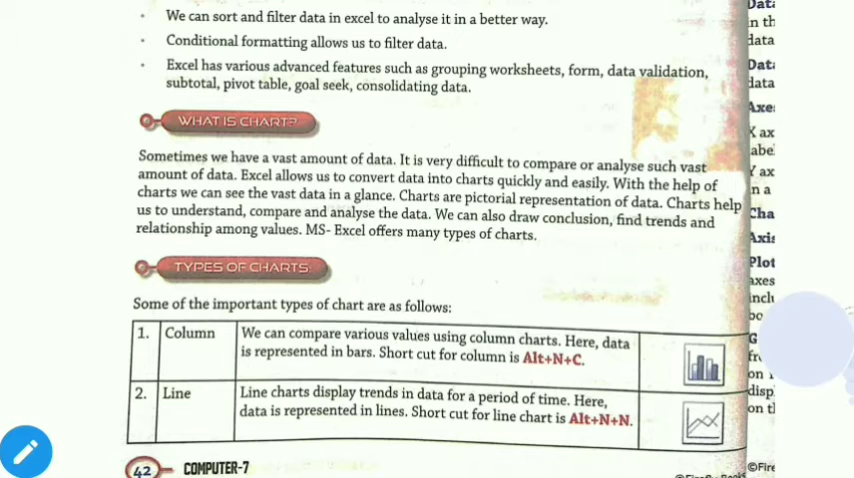 • We can sort and filter data in excel to analyse it in a better way.
• Conditional formatting allows us to filter data.
• Excel has various advanced features such as grouping worksheets, form, data validation,
subtotal, pivot table, goal seek, consolidating data.
WHAT IS CHART?
Sometimes we have a vast amount of data. It is very difficult to compare or analyse such vast
amount of data. Excel allows us to convert data into charts quickly and easily. With the help of
charts we can see the vast data in a glance. Charts are pictorial representation of data. Charts help
us to understand, compare and analyse the data. We can also draw conclusion, find trends and
relationship among values. MS- Excel offers many types of charts.
TYPES OF CHARTS
Some of the important types of chart are as follows:
1. Column We can compare various values using column charts. Here, data
is represented in bars. Short cut for column is Alt+N+C.
2. Line Line charts display trends in data for a period of time. Here,
data is represented in lines. Short cut for line chart is Alt+N+N.
42 COMPUTER-7